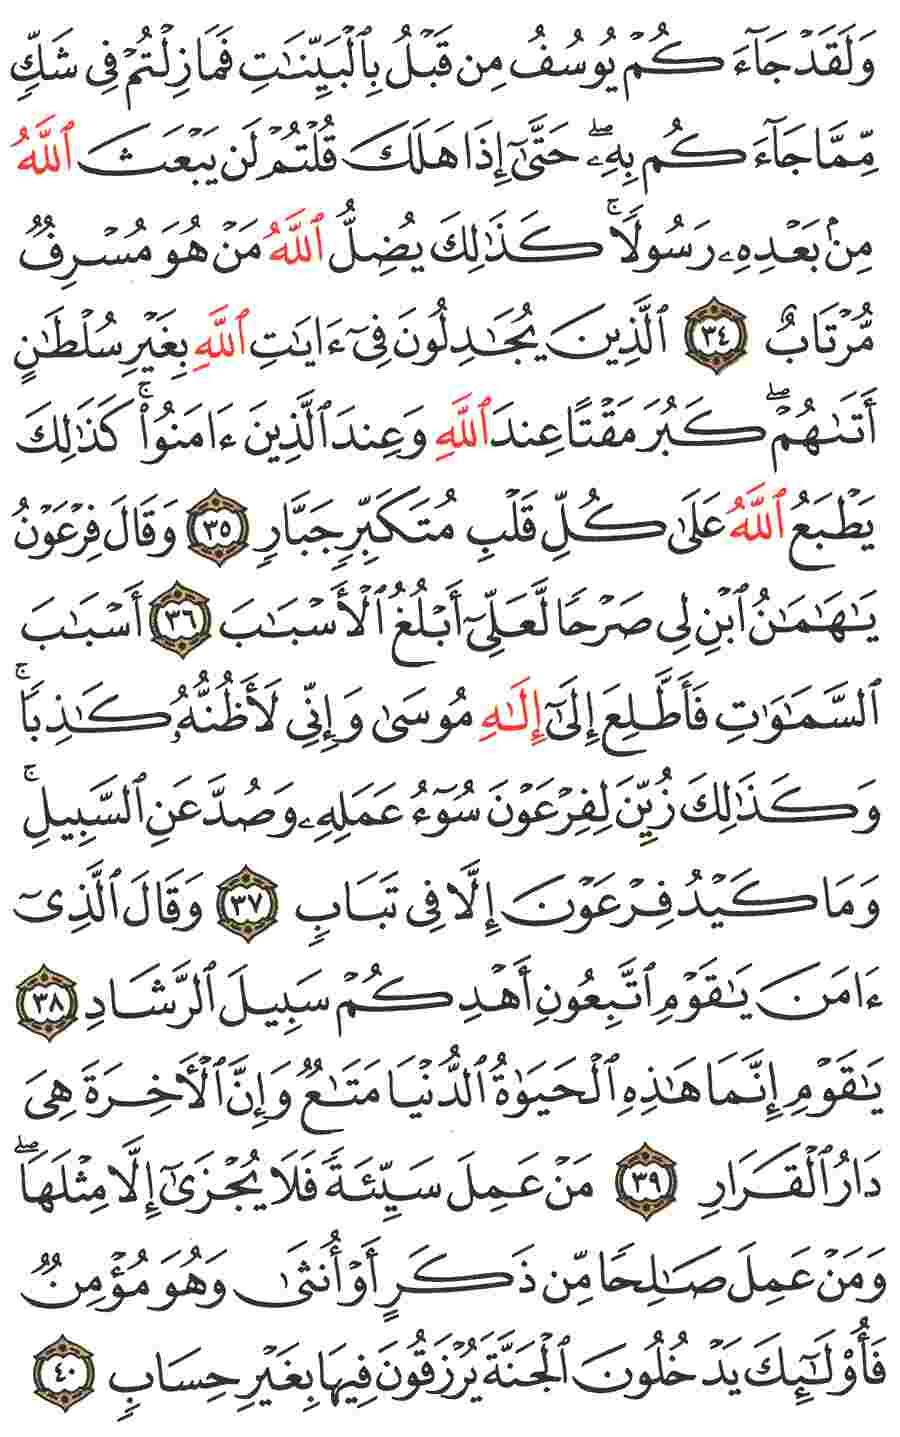 وَلَقَدْ جَآءَكُمْ يُوسُفُ مِن قَبْلُ بِٱلْبَيِّنَٰتِ فَمَا زِلْتُمْ فِى شَكٍّ
مِّمَّا جَآءَكُم بِهِۦ ۖ حَتَّىٰٓ إِذَا هَلَكَ قُلْتُمْ لَن يَبْعَثَ ٱللَّهُ
مِنۢ بَعْدِهِۦ رَسُولًا ۚ كَذَٰلِكَ يُضِلُّ ٱللَّهُ مَنْ هُوَ مُسْرِفٌ
مُّرْتَابٌ ٣٤ ٱلَّذِينَ يُجَٰدِلُونَ فِىٓ ءَايَٰتِ ٱللَّهِ بِغَيْرِ سُلْطَٰنٍ
أَتَىٰهُمْ ۖ كَبُرَ مَقْتًا عِندَ ٱللَّهِ وَعِندَ ٱلَّذِينَ ءَامَنُوا۟ ۚ كَذَٰلِكَ
يَطْبَعُ ٱللَّهُ عَلَىٰ كُلِّ قَلْبِ مُتَكَبِّرٍ جَبَّارٍ ٣٥ وَقَالَ فِرْعَوْنُ
يَٰهَٰمَٰنُ ٱبْنِ لِى صَرْحًا لَّعَلِّىٓ أَبْلُغُ ٱلْأَسْبَٰبَ ٣٦ أَسْبَٰبَ
ٱلسَّمَٰوَٰتِ فَأَطَّلِعَ إِلَىٰٓ إِلَٰهِ مُوسَىٰ وَإِنِّى لَأَظُنُّهُۥ كَٰذِبًا ۚ
وَكَذَٰلِكَ زُيِّنَ لِفِرْعَوْنَ سُوٓءُ عَمَلِهِۦ وَصُدَّ عَنِ ٱلسَّبِيلِ ۚ
وَمَا كَيْدُ فِرْعَوْنَ إِلَّا فِى تَبَابٍ ٣٧ وَقَالَ ٱلَّذِىٓ
ءَامَنَ يَٰقَوْمِ ٱتَّبِعُونِ أَهْدِكُمْ سَبِيلَ ٱلرَّشَادِ ٣٨
يَٰقَوْمِ إِنَّمَا هَٰذِهِ ٱلْحَيَوٰةُ ٱلدُّنْيَا مَتَٰعٌ وَإِنَّ ٱلْءَاخِرَةَ هِىَ
دَارُ ٱلْقَرَارِ ٣٩ مَنْ عَمِلَ سَيِّئَةً فَلَا يُجْزَىٰٓ إِلَّا مِثْلَهَا ۖ
وَمَنْ عَمِلَ صَٰلِحًا مِّن ذَكَرٍ أَوْ أُنثَىٰ وَهُوَ مُؤْمِنٌ
فَأُو۟لَٰٓئِكَ يَدْخُلُونَ ٱلْجَنَّةَ يُرْزَقُونَ فِيهَا بِغَيْرِ حِسَابٍ ٤٠